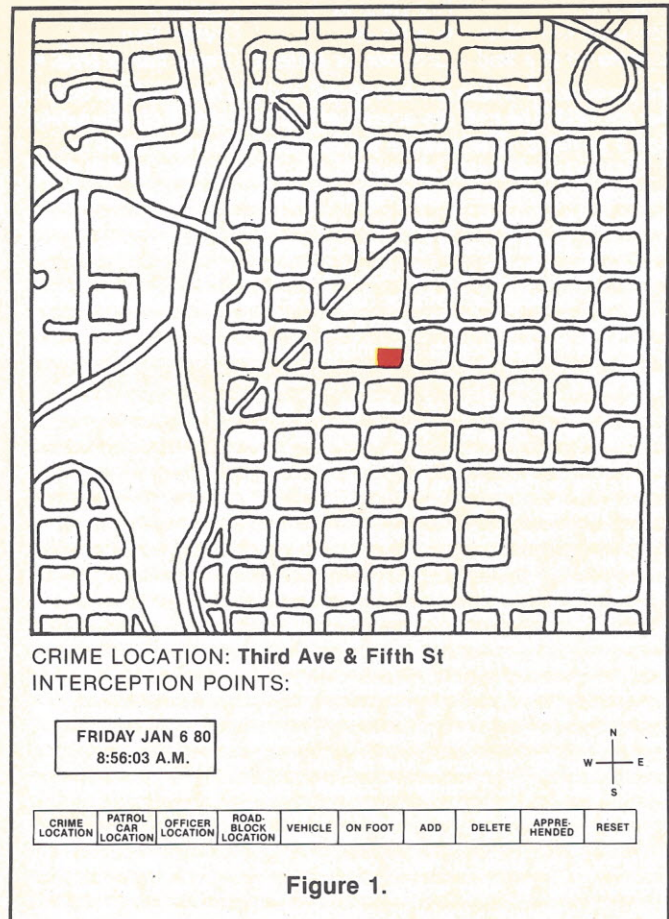 CRIME LOCATION: Third Ave & Fifth St
INTERCEPTION POINTS:
FRIDAY JAN 6 80
8:56:03 A.M.
N
W E
S
CRIME LOCATION
PATROL CAR LOCATION
OFFICER LOCATION
ROAD-BLOCK LOCATION
VEHICLE
ON FOOT
ADD
DELETE
APPRE-HENDED
RESET
Figure 1.